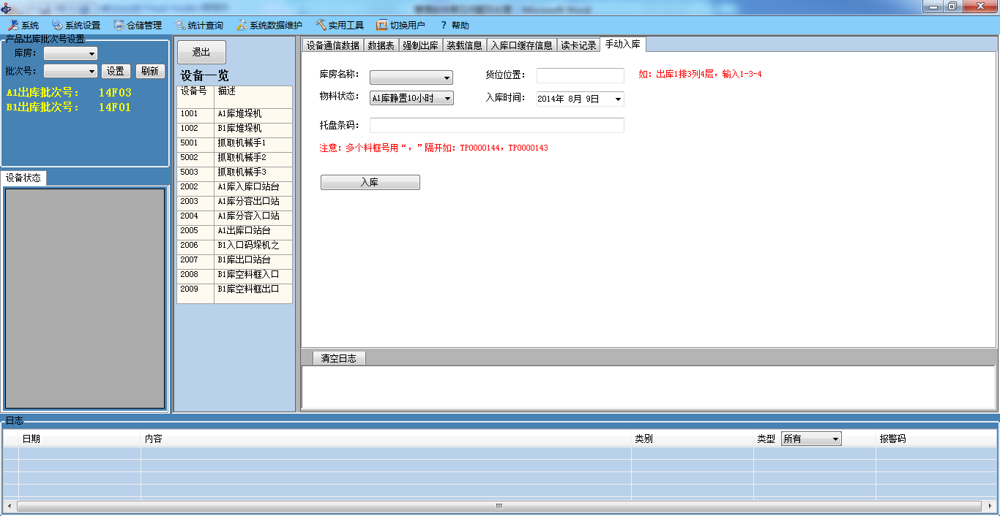 系统 系统设置 仓储管理 统计查询 系统数据维护 实用工具 切换用户 ? 帮助
产品出库批次号设置
库房：
批次号： 设置 刷新
A1出库批次号： 14F03
B1出库批次号： 14F01
设备状态
退出
设备一览
设备号 描述
1001 A1库堆垛机
1002 B1库堆垛机
5001 抓取机械手1
5002 抓取机械手2
5003 抓取机械手3
2002 A1库入库口站台
2003 A1库分容出口站
2004 A1库分容入口站
2005 A1出库口站台
2006 B1入口码垛机之
2007 B1库出口站台
2008 B1库空料框入口
2009 B1库空料框出口
设备通信数据 数据表 强制出库 装载信息 入库口缓存信息 读卡记录 手动入库
库房名称： 货位位置： 如：出库1排3列4层，输入1-3-4
物料状态： A1库静置10小时 入库时间： 2014年 8月 9日
托盘条码：
注意：多个料框号用“，”隔开如：TP0000144，TP0000143
入库
清空日志
日志
日期 内容 类别 类型 所有 报警码